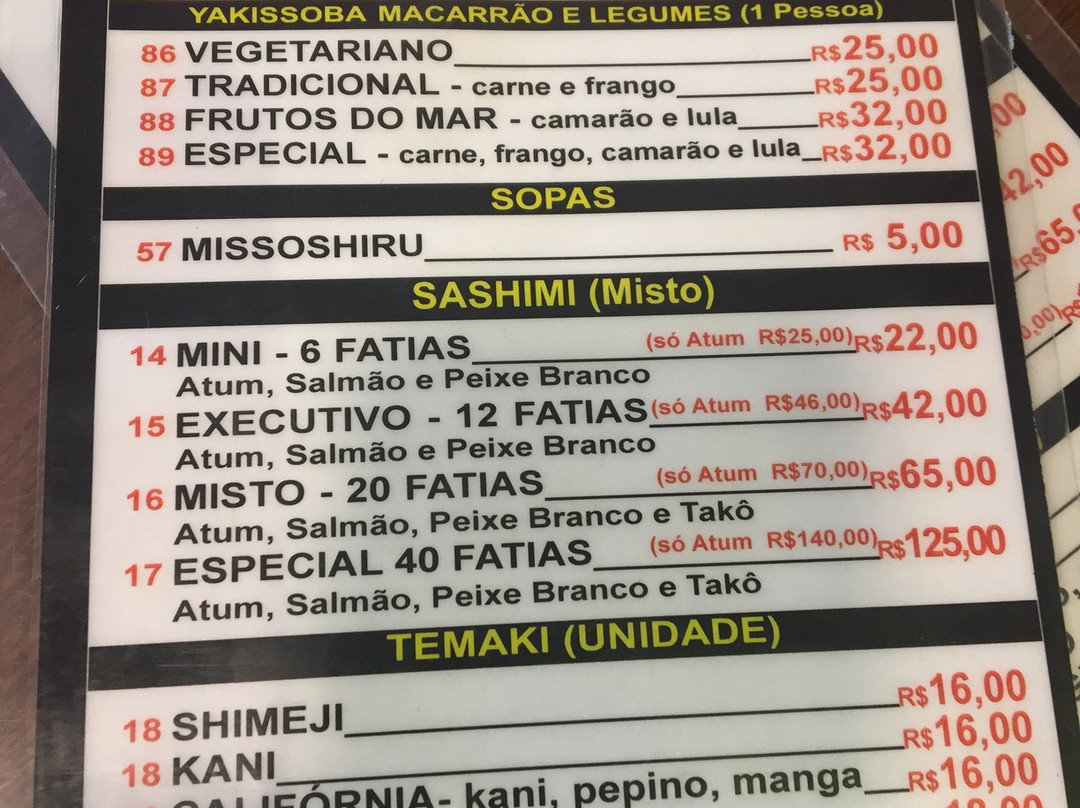 YAKISSOBA MACARRÃO E LEGUMES (1 Pessoa)
86 VEGETARIANO R$25,00
87 TRADICIONAL - carne e frango R$25,00
88 FRUTOS DO MAR - camarão e lula R$32,00
89 ESPECIAL - carne, frango, camarão e lula R$32,00
SOPAS
57 MISSOSHIRU R$ 5,00
SASHIMI (Misto)
14 MINI - 6 FATIAS (só Atum R$25,00) R$22,00
Atum, Salmão e Peixe Branco
15 EXECUTIVO - 12 FATIAS (só Atum R$46,00) R$42,00
Atum, Salmão e Peixe Branco
16 MISTO - 20 FATIAS (só Atum R$70,00) R$65,00
Atum, Salmão, Peixe Branco e Takô
17 ESPECIAL 40 FATIAS (só Atum R$140,00) R$125,00
Atum, Salmão, Peixe Branco e Takô
TEMAKI (UNIDADE)
18 SHIMEJI R$16,00
18 KANI R$16,00
CALIFÓRNIA- kani, pepino, manga R$16,00
,00
42,00
R$65,